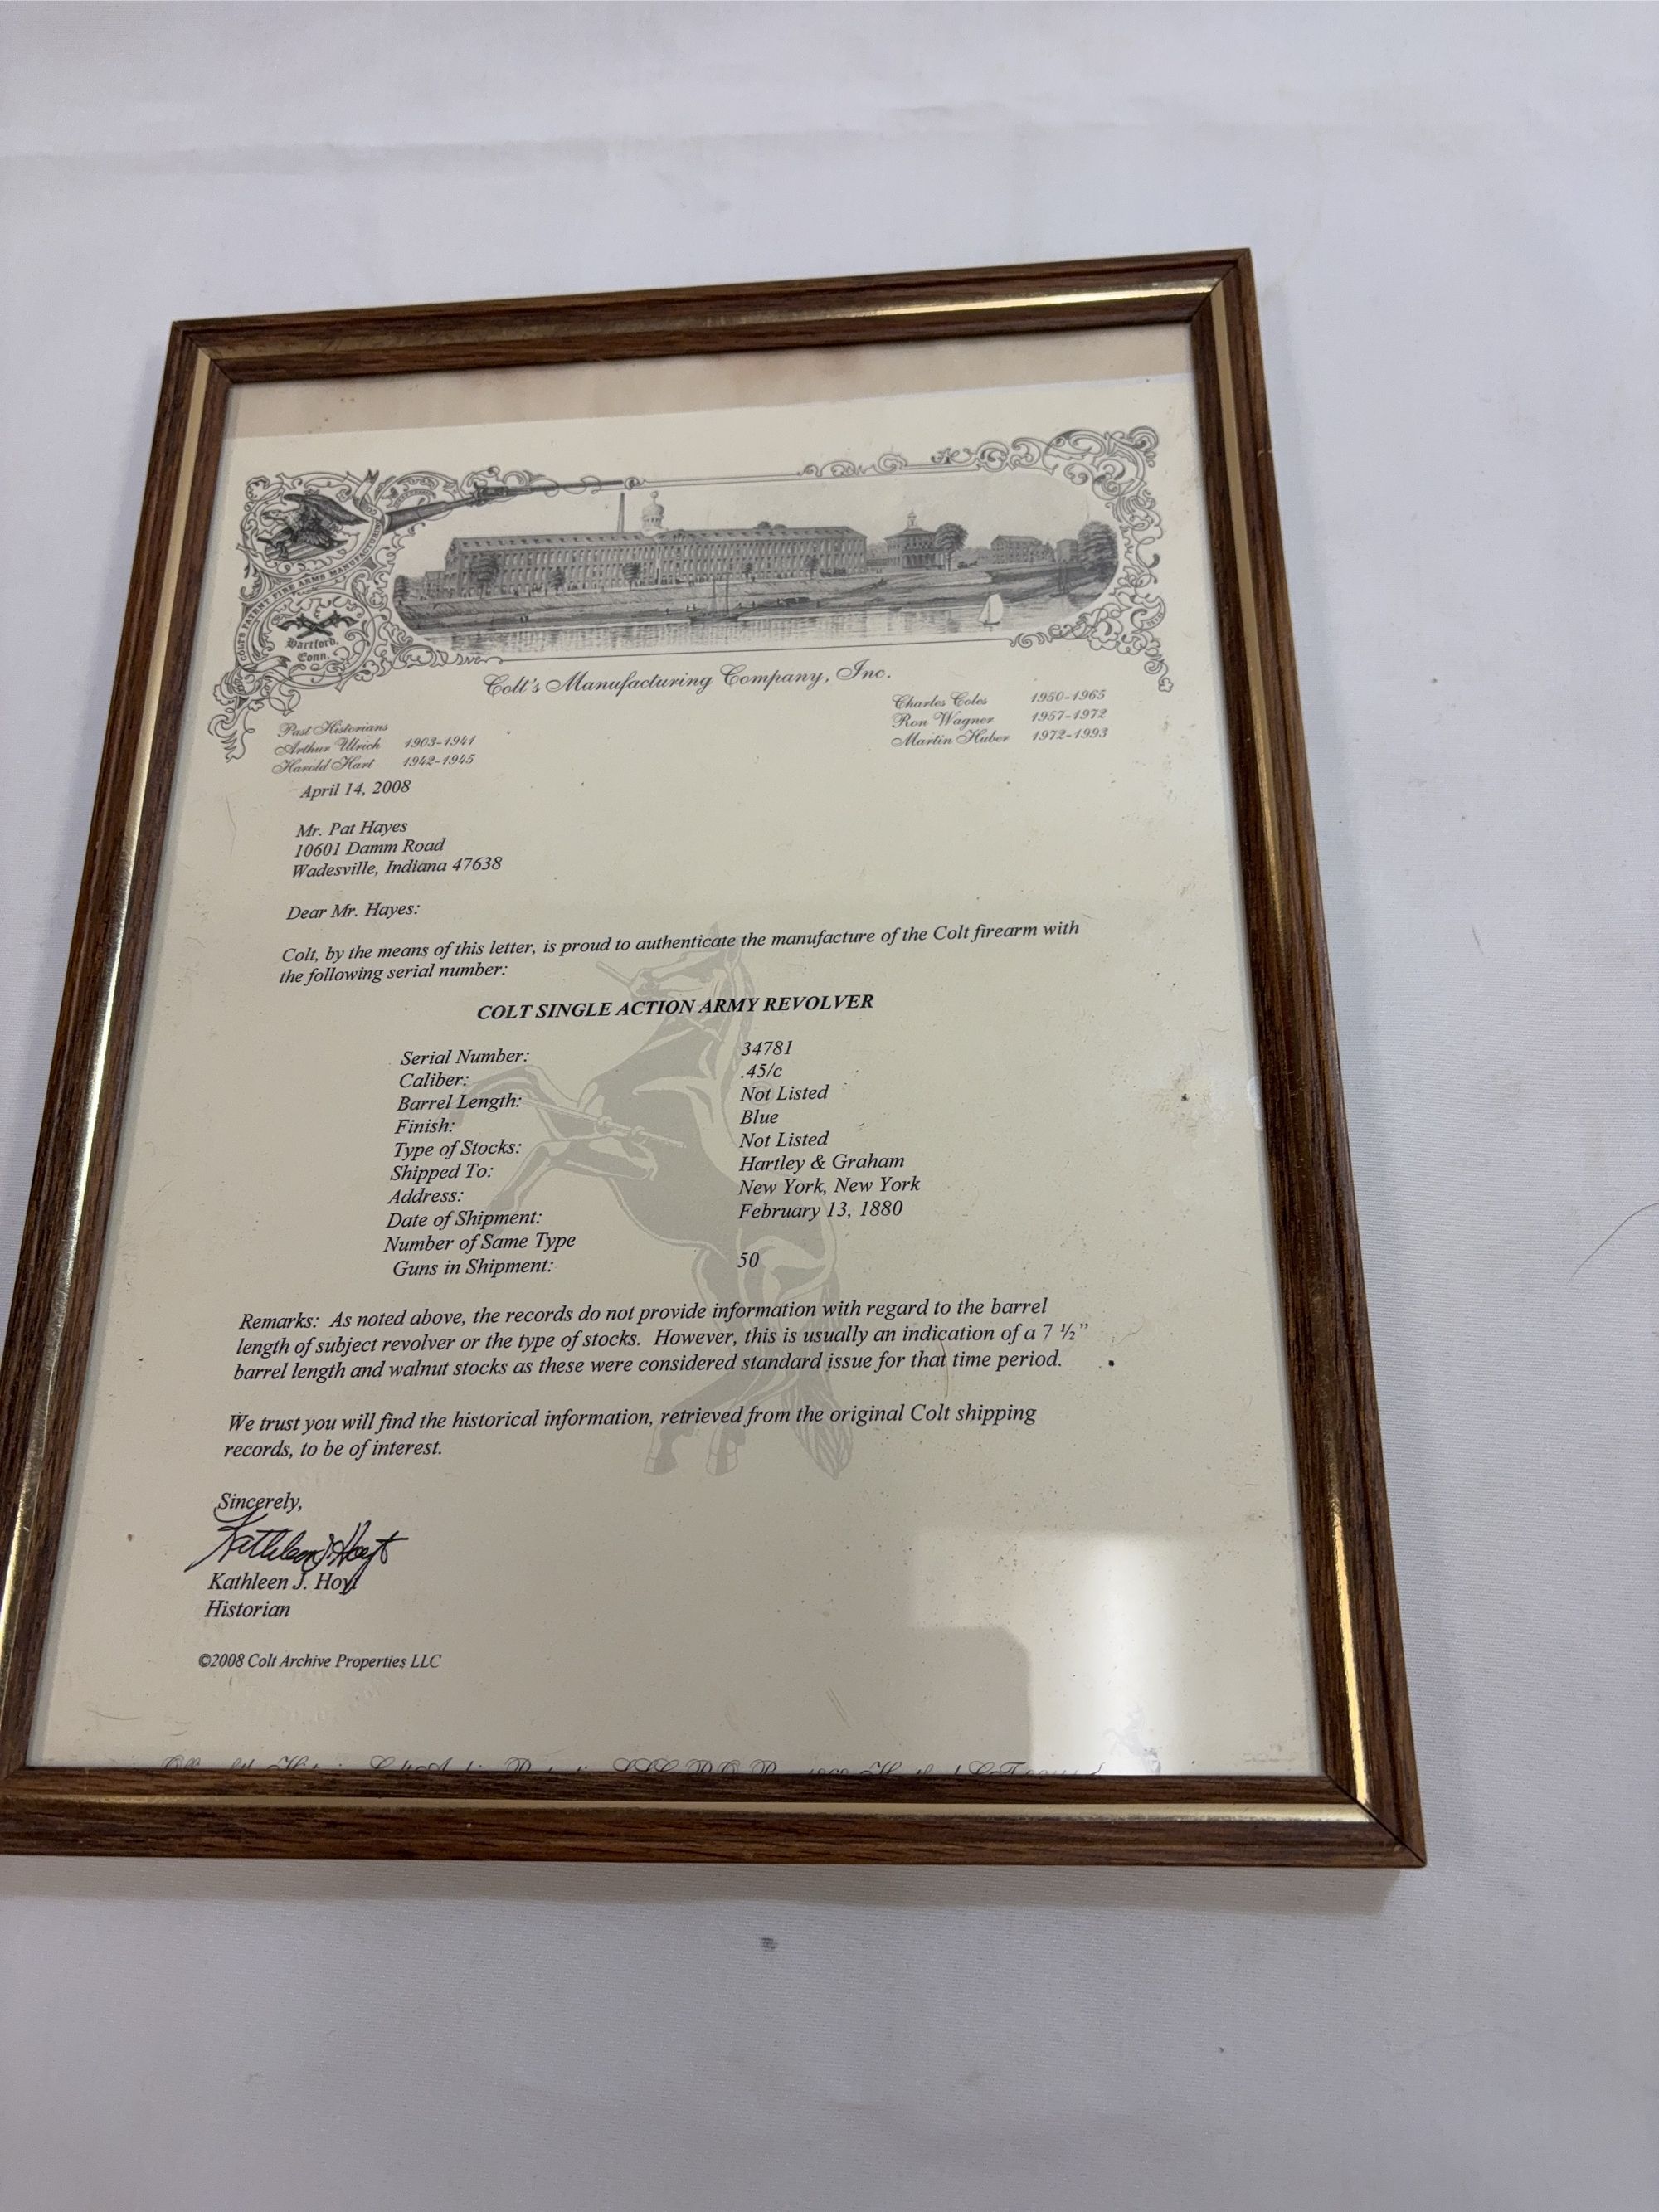 COLT'S PATENT FIRE ARMS MANUFACTURING
Hartford,
Conn.
Colt's Manufacturing Company, Inc.
Past Historians
Arthur Ulrich 1903-1941
Harold Hart 1942-1945
Charles Coles 1950-1965
Ron Wagner 1957-1972
Martin Huber 1972-1993
April 14, 2008
Mr. Pat Hayes
10601 Damm Road
Wadesville, Indiana 47638
Dear Mr. Hayes:
Colt, by the means of this letter, is proud to authenticate the manufacture of the Colt firearm with
the following serial number:
COLT SINGLE ACTION ARMY REVOLVER
Serial Number: 34781
Caliber: .45/c
Barrel Length: Not Listed
Finish: Blue
Type of Stocks: Not Listed
Shipped To: Hartley & Graham
Address: New York, New York
Date of Shipment: February 13, 1880
Number of Same Type
Guns in Shipment: 50
Remarks: As noted above, the records do not provide information with regard to the barrel
length of subject revolver or the type of stocks. However, this is usually an indication of a 7 ½”
barrel length and walnut stocks as these were considered standard issue for that time period.
We trust you will find the historical information, retrieved from the original Colt shipping
records, to be of interest.
Sincerely,
Kathleen J. Hoyt
Kathleen J. Hoyt
Historian
©2008 Colt Archive Properties LLC